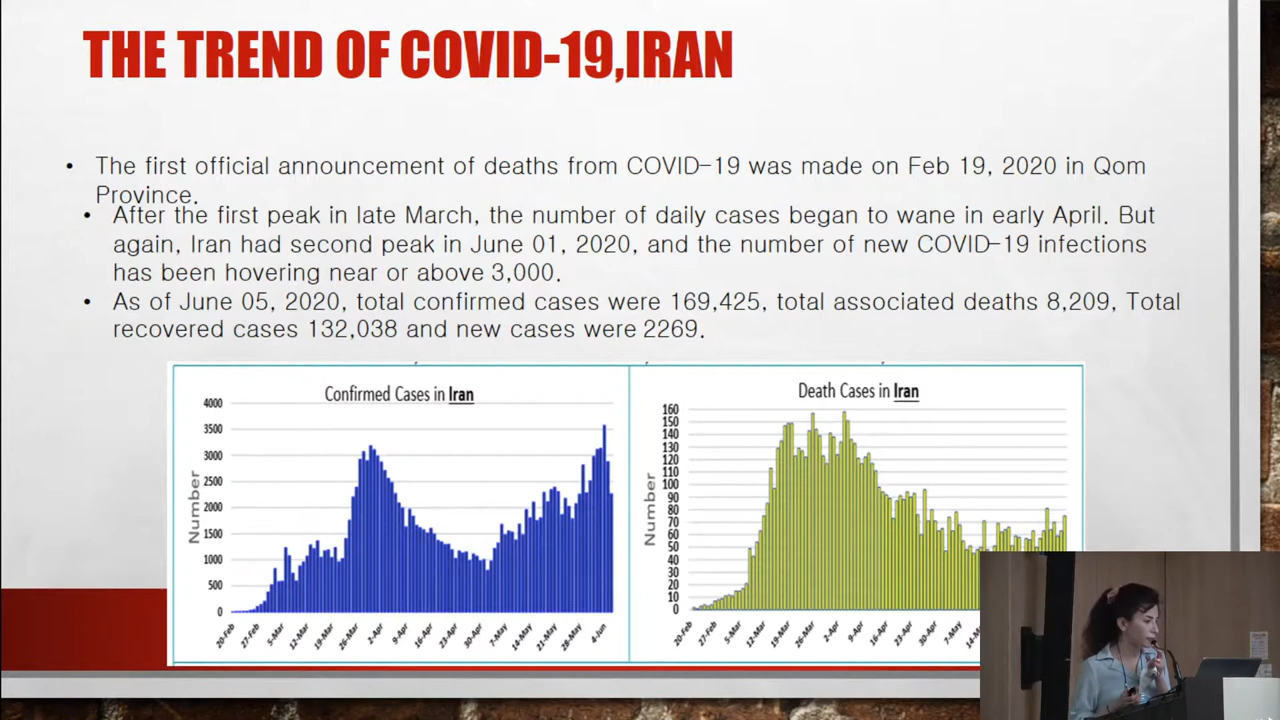 THE TREND OF COVID-19,IRAN
• The first official announcement of deaths from COVID-19 was made on Feb 19, 2020 in Qom
Province.
• After the first peak in late March, the number of daily cases began to wane in early April. But
again, Iran had second peak in June 01, 2020, and the number of new COVID-19 infections
has been hovering near or above 3,000.
• As of June 05, 2020, total confirmed cases were 169,425, total associated deaths 8,209, Total
recovered cases 132,038 and new cases were 2269.
Confirmed Cases in Iran
4000
3500
3000
2500
2000
1500
1000
500
0
Number
20-Feb
27-Feb
5-Mar
12-Mar
19-Mar
26-Mar
2-Apr
9-Apr
16-Apr
23-Apr
30-Apr
7-May
14-May
21-May
28-May
4-Jun
Death Cases in Iran
160
150
140
130
120
110
100
90
80
70
60
50
40
30
20
10
0
Number
20-Feb
27-Feb
5-Mar
12-Mar
19-Mar
26-Mar
2-Apr
9-Apr
16-Apr
23-Apr
30-Apr
7-May